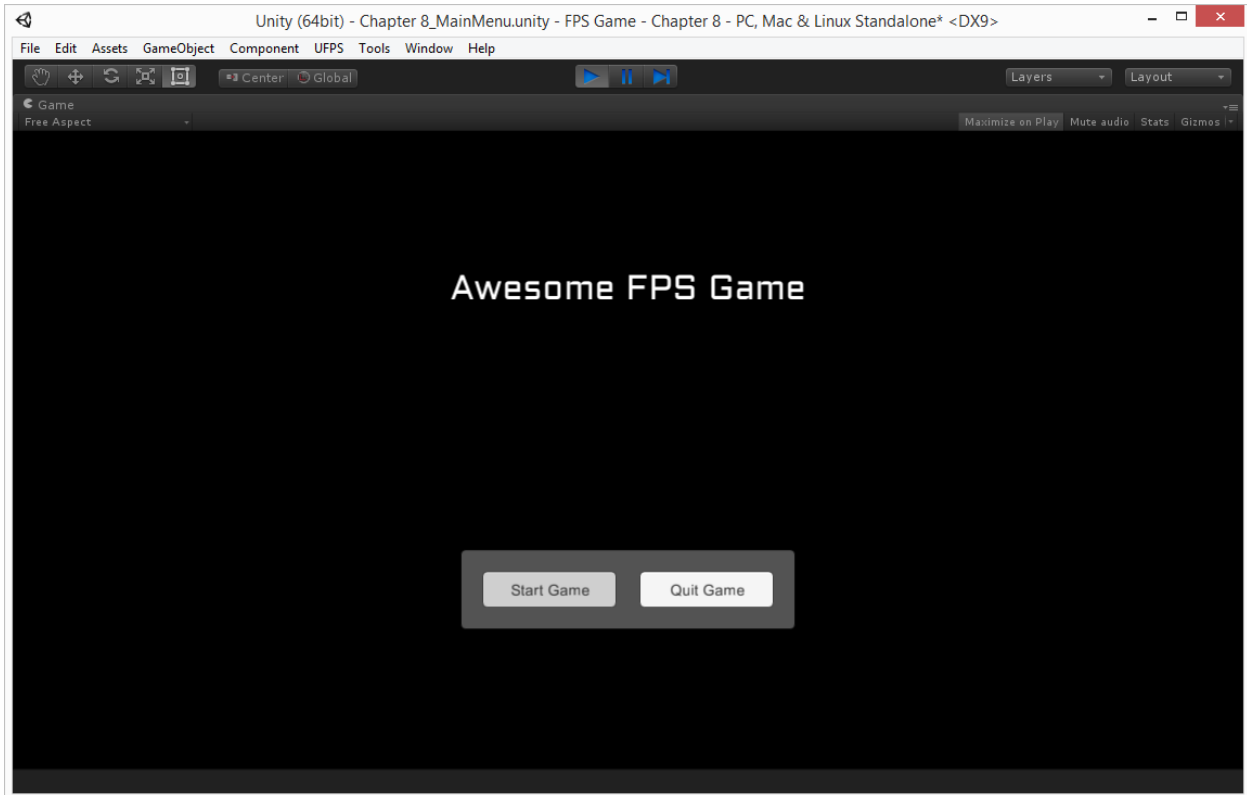 Unity (64bit) - Chapter 8_MainMenu.unity - FPS Game - Chapter 8 - PC, Mac & Linux Standalone* <DX9>
File Edit Assets GameObject Component UFPS Tools Window Help
Center Global Layers Layout
Game
Free Aspect Maximize on Play Mute audio Stats Gizmos
Awesome FPS Game
Start Game Quit Game